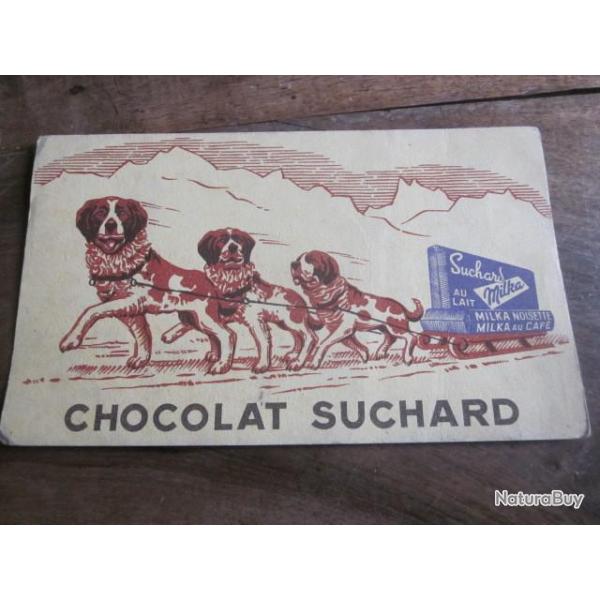 Suchard
Milka
AU
LAIT
MILKA NOISETTE
MILKA AU CAFÉ
CHOCOLAT SUCHARD
NaturaBuy